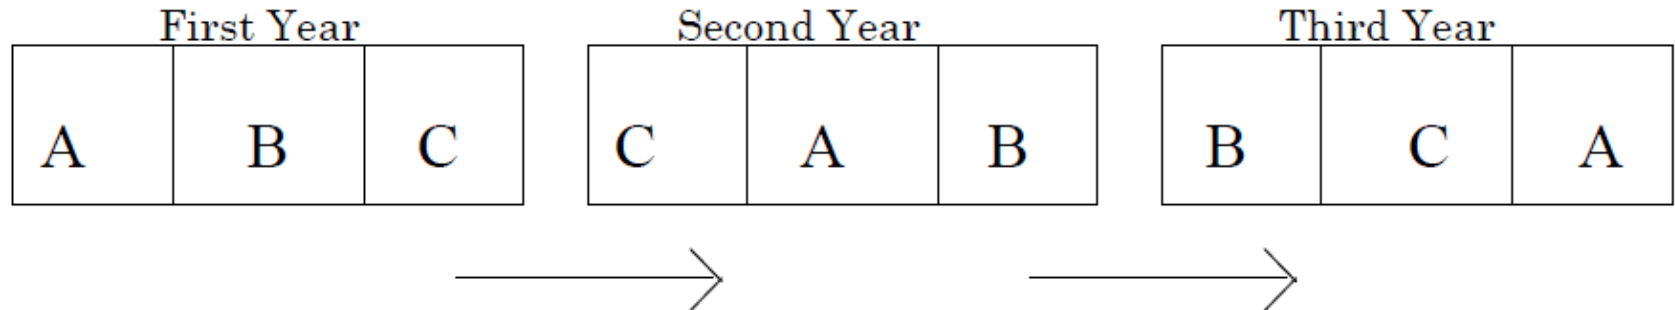 First Year Second Year Third Year
A B C C A B B C A